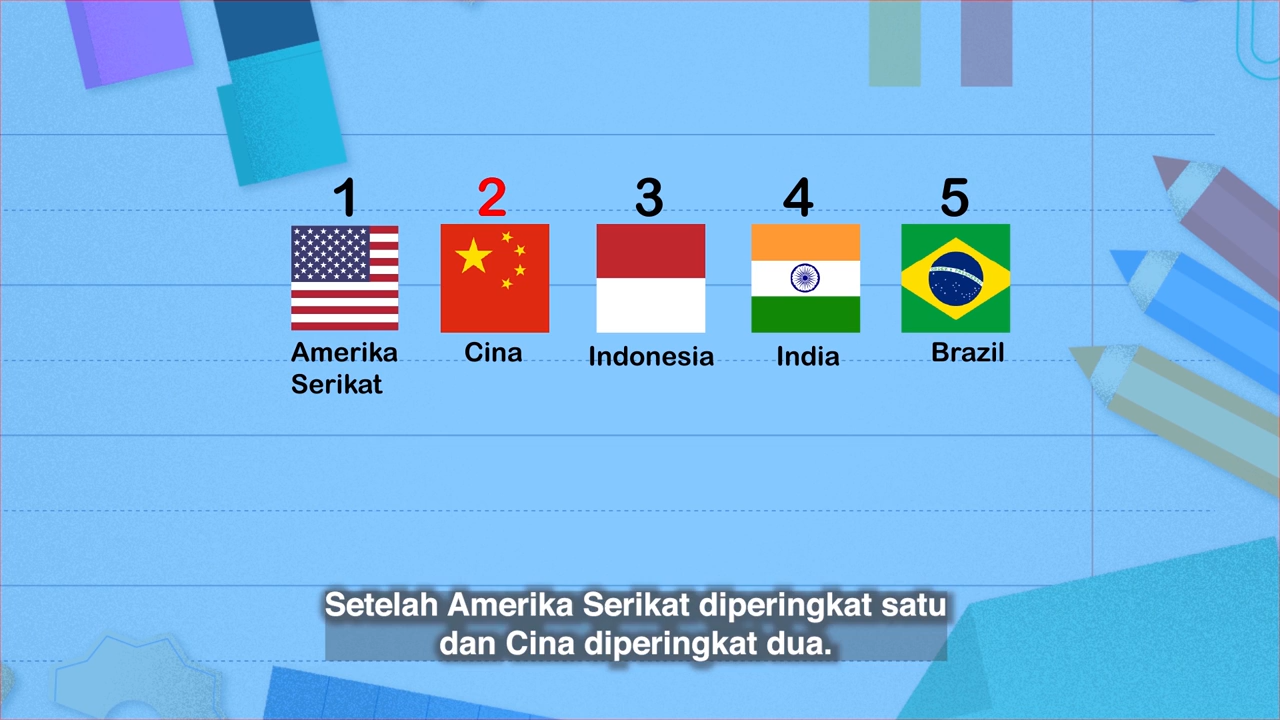 1 2 3 4 5
Amerika Serikat Cina Indonesia India Brazil
Setelah Amerika Serikat diperingkat satu
dan Cina diperingkat dua.